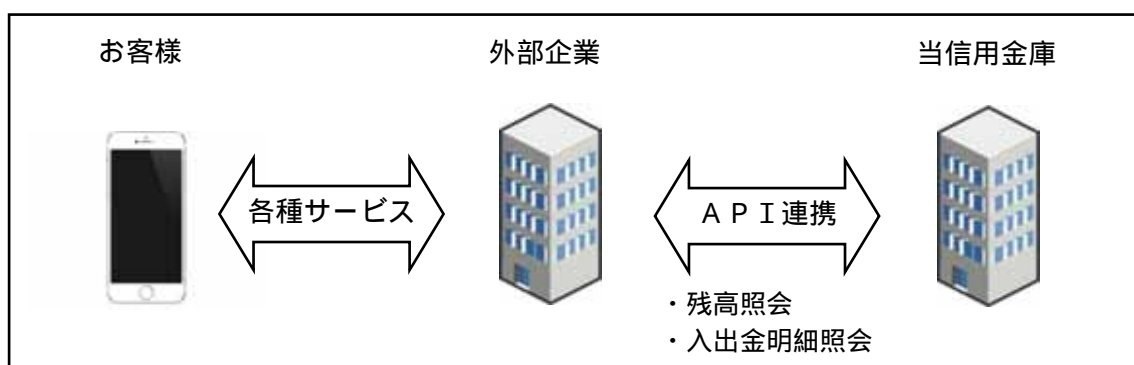 お客様
外部企業
当信用金庫
各種サービス
ＡＰＩ連携
・残高照会
・入出金明細照会